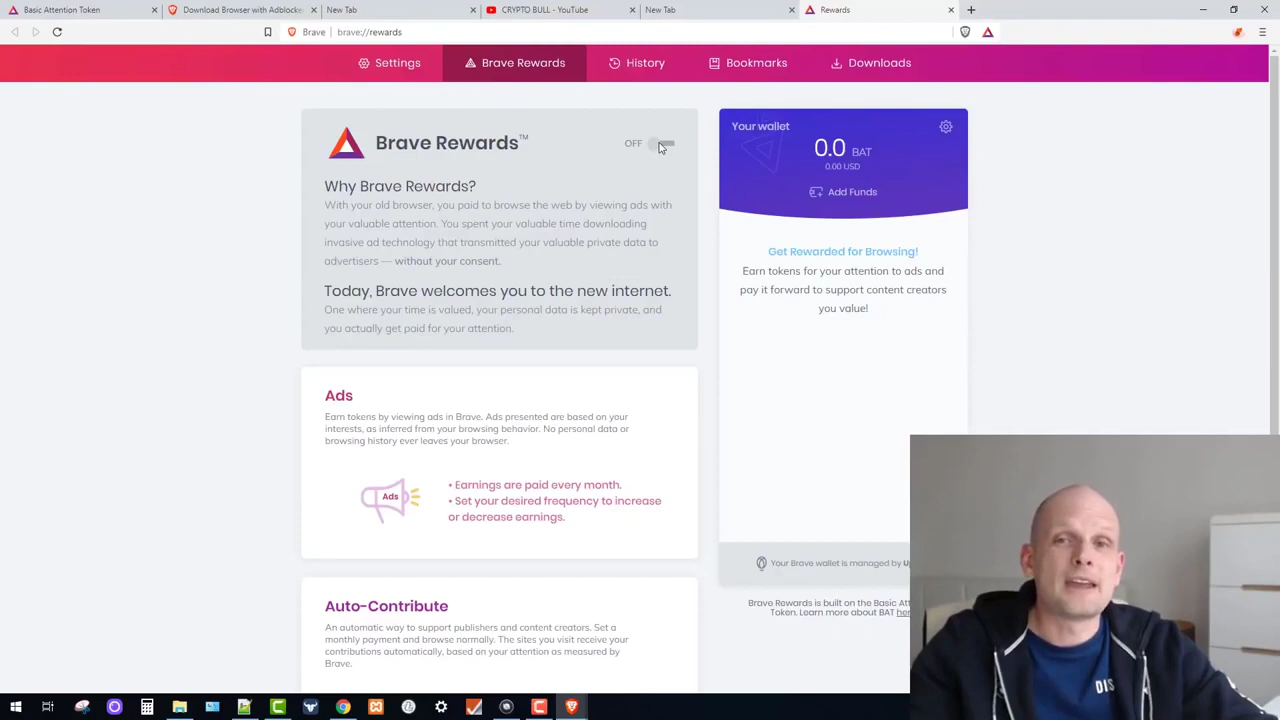 Basic Attention Token
Download Browser with Adblocke
New Tab
CRYPTO BULL - YouTube
New Tab
Rewards
Brave
brave://rewards
Settings
Brave Rewards
History
Bookmarks
Downloads
Brave Rewards™
OFF
Why Brave Rewards?
With your old browser, you paid to browse the web by viewing ads with
your valuable attention. You spent your valuable time downloading
invasive ad technology that transmitted your valuable private data to
advertisers — without your consent.
Today, Brave welcomes you to the new internet.
One where your time is valued, your personal data is kept private, and
you actually get paid for your attention.
Your wallet
0.0 BAT
0.00 USD
Add Funds
Get Rewarded for Browsing!
Earn tokens for your attention to ads and
pay it forward to support content creators
you value!
Your Brave wallet is managed by Up
Brave Rewards is built on the Basic Att
Token. Learn more about BAT her
Ads
Earn tokens by viewing ads in Brave. Ads presented are based on your
interests, as inferred from your browsing behavior. No personal data or
browsing history ever leaves your browser.
Ads
• Earnings are paid every month.
• Set your desired frequency to increase
or decrease earnings.
Auto-Contribute
An automatic way to support publishers and content creators. Set a
monthly payment and browse normally. The sites you visit receive your
contributions automatically, based on your attention as measured by
Brave.
DIS